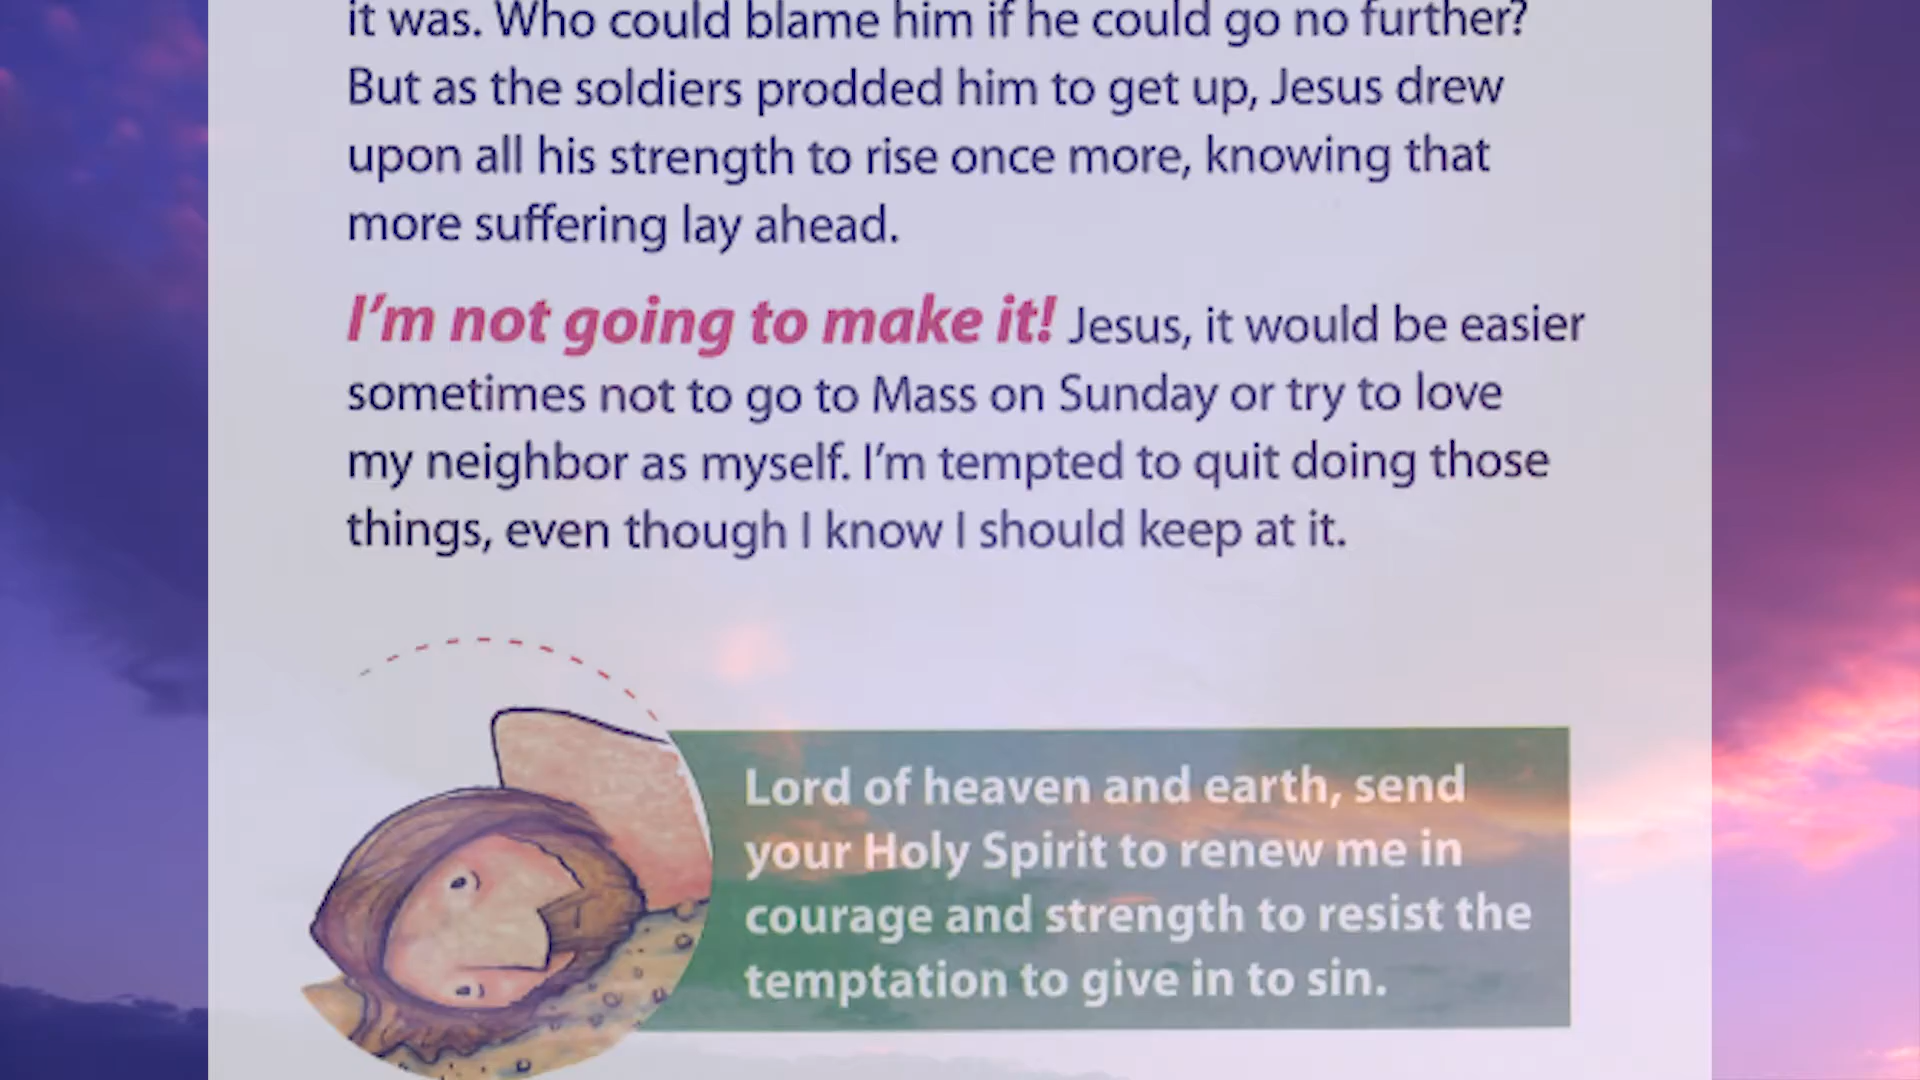 it was. Who could blame him if he could go no further?
But as the soldiers prodded him to get up, Jesus drew
upon all his strength to rise once more, knowing that
more suffering lay ahead.
I'm not going to make it! Jesus, it would be easier
sometimes not to go to Mass on Sunday or try to love
my neighbor as myself. I'm tempted to quit doing those
things, even though I know I should keep at it.
Lord of heaven and earth, send
your Holy Spirit to renew me in
courage and strength to resist the
temptation to give in to sin.